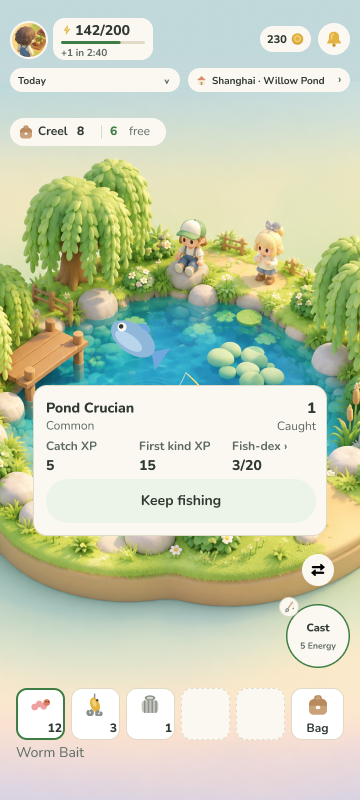 142/200
+1 in 2:40
230
Today
Shanghai · Willow Pond ›
Creel 8 6 free
Pond Crucian 1
Common Caught
Catch XP First kind XP Fish-dex ›
5 15 3/20
Keep fishing
Cast
5 Energy
12 3 1 Bag
Worm Bait